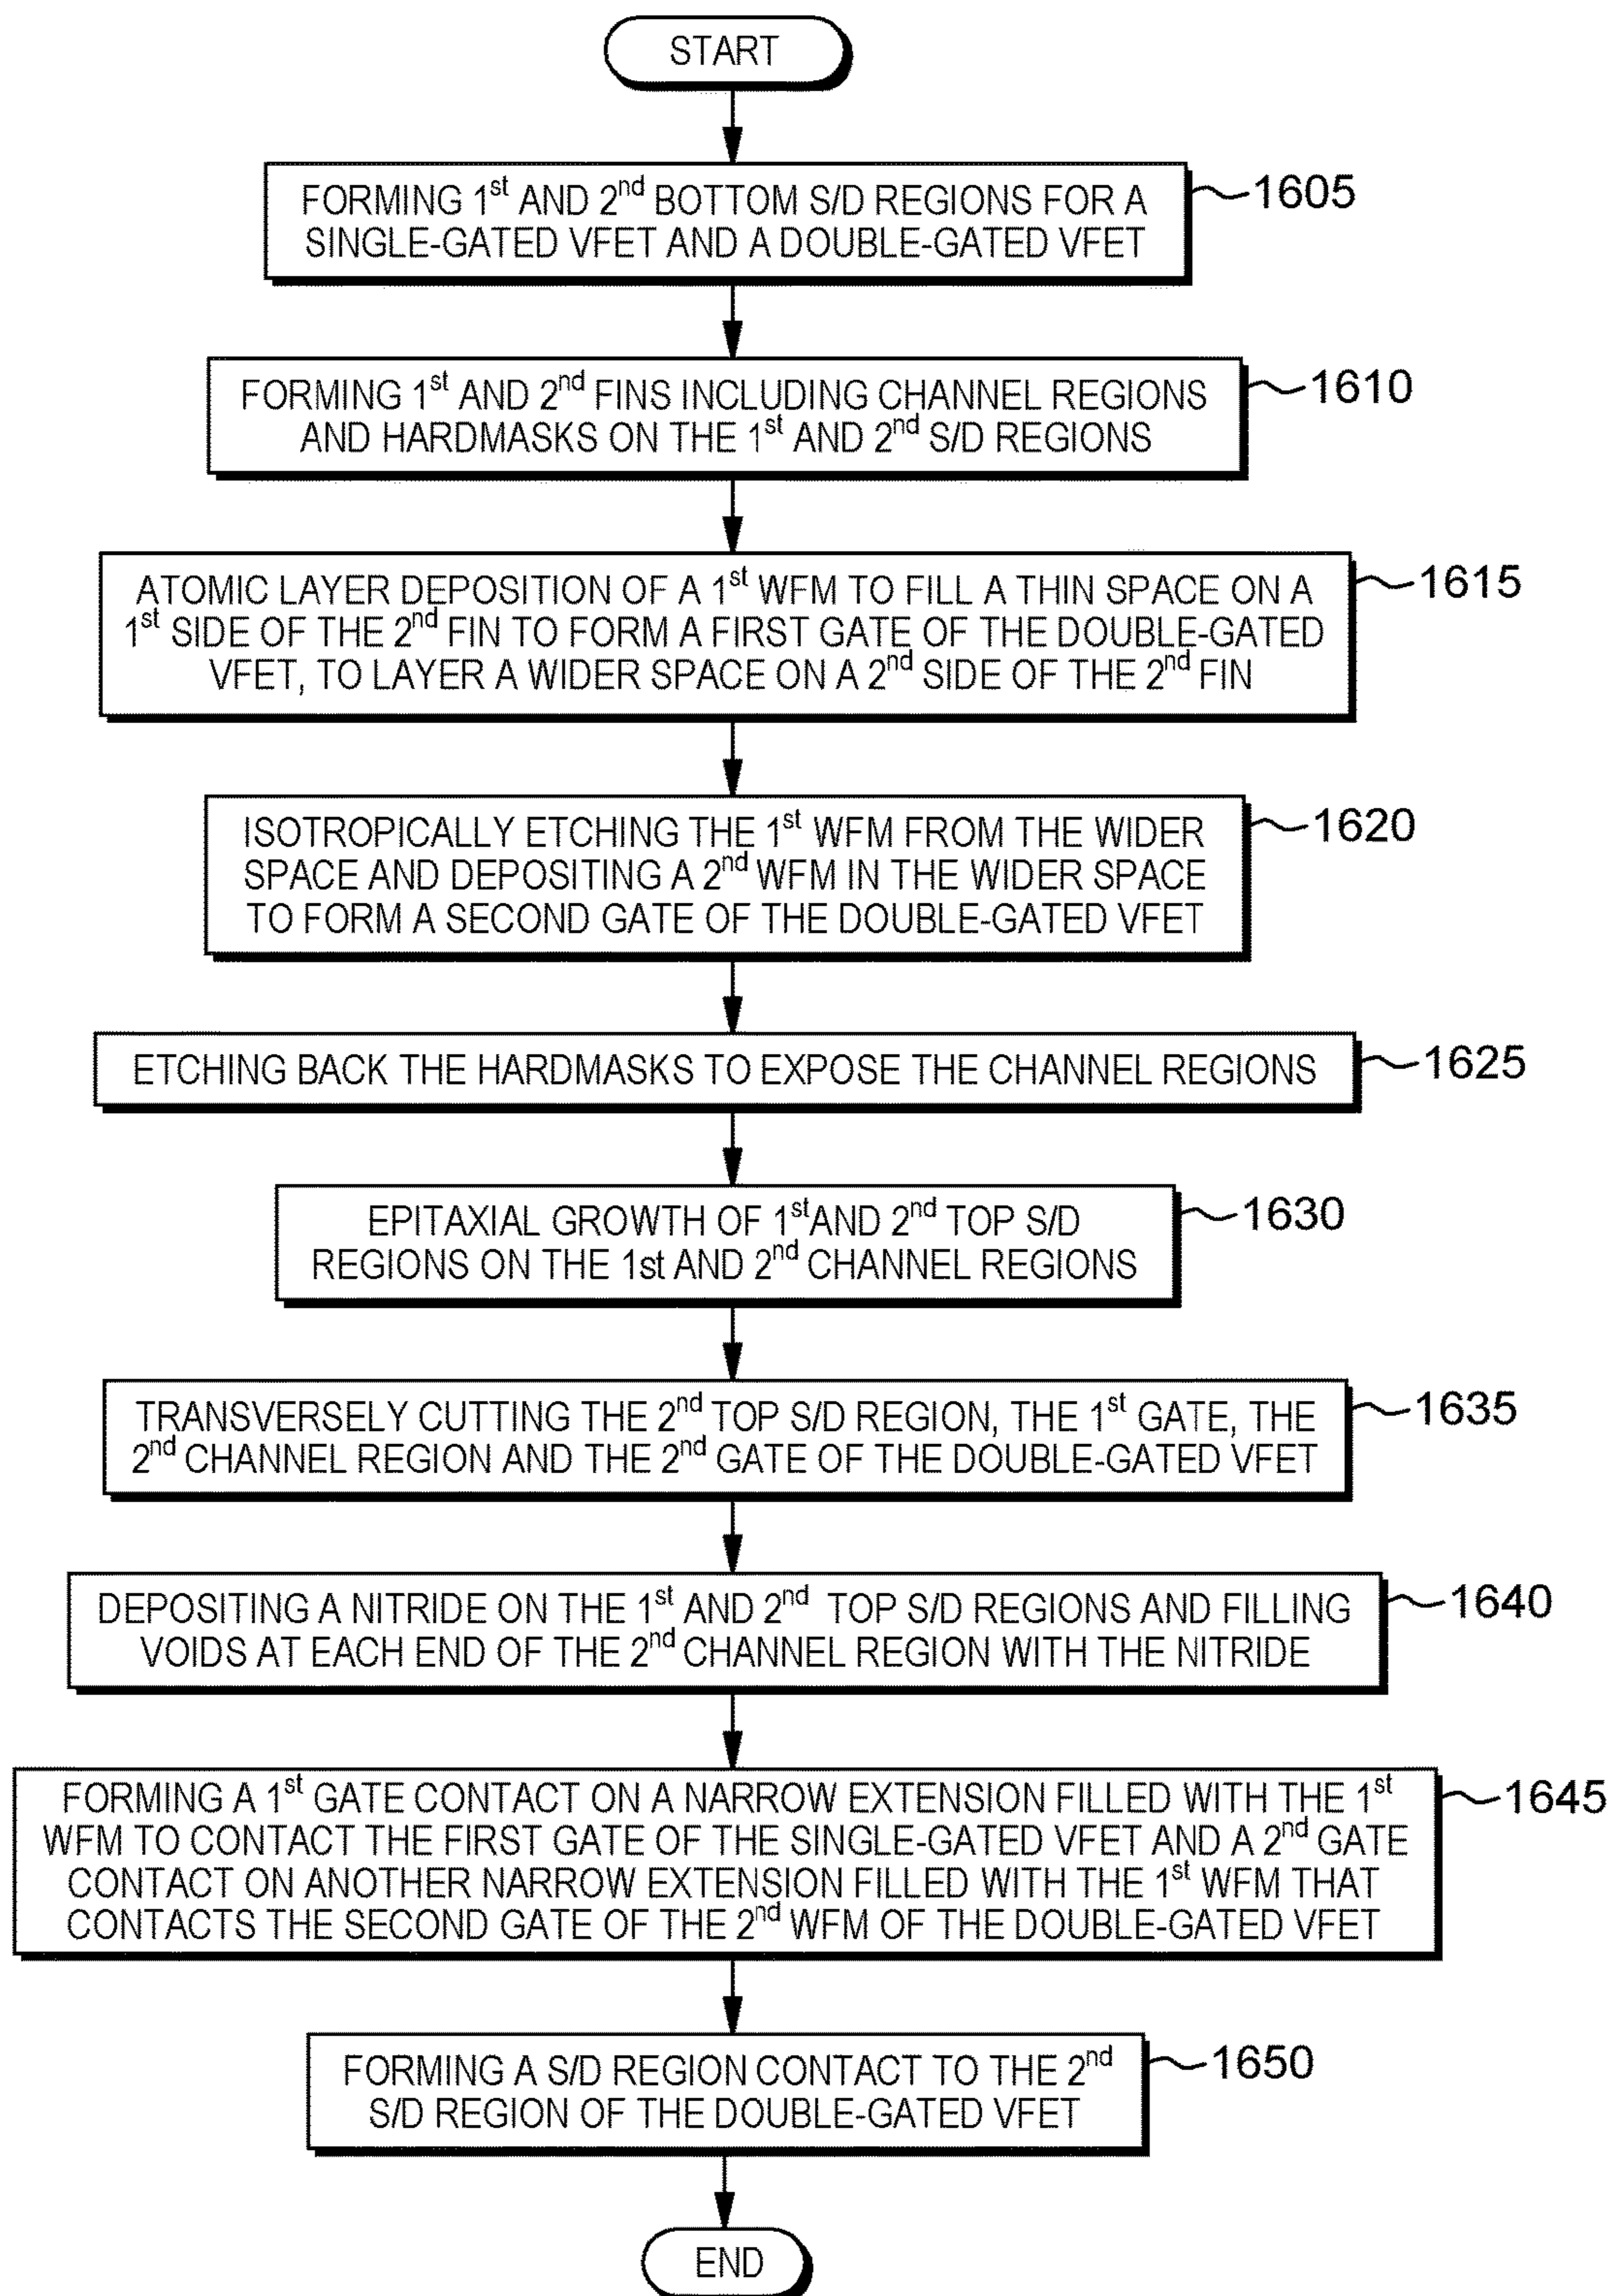 START
FORMING 1st AND 2nd BOTTOM S/D REGIONS FOR A
SINGLE-GATED VFET AND A DOUBLE-GATED VFET
1605
FORMING 1st AND 2nd FINS INCLUDING CHANNEL REGIONS
AND HARDMASKS ON THE 1st AND 2nd S/D REGIONS
1610
ATOMIC LAYER DEPOSITION OF A 1st WFM TO FILL A THIN SPACE ON A
1st SIDE OF THE 2nd FIN TO FORM A FIRST GATE OF THE DOUBLE-GATED
VFET, TO LAYER A WIDER SPACE ON A 2nd SIDE OF THE 2nd FIN
1615
ISOTROPICALLY ETCHING THE 1st WFM FROM THE WIDER
SPACE AND DEPOSITING A 2nd WFM IN THE WIDER SPACE
TO FORM A SECOND GATE OF THE DOUBLE-GATED VFET
1620
ETCHING BACK THE HARDMASKS TO EXPOSE THE CHANNEL REGIONS
1625
EPITAXIAL GROWTH OF 1st AND 2nd TOP S/D
REGIONS ON THE 1st AND 2nd CHANNEL REGIONS
1630
TRANSVERSELY CUTTING THE 2nd TOP S/D REGION, THE 1st GATE, THE
2nd CHANNEL REGION AND THE 2nd GATE OF THE DOUBLE-GATED VFET
1635
DEPOSITING A NITRIDE ON THE 1st AND 2nd TOP S/D REGIONS AND FILLING
VOIDS AT EACH END OF THE 2nd CHANNEL REGION WITH THE NITRIDE
1640
FORMING A 1st GATE CONTACT ON A NARROW EXTENSION FILLED WITH THE 1st
WFM TO CONTACT THE FIRST GATE OF THE SINGLE-GATED VFET AND A 2nd GATE
CONTACT ON ANOTHER NARROW EXTENSION FILLED WITH THE 1st WFM THAT
CONTACTS THE SECOND GATE OF THE 2nd WFM OF THE DOUBLE-GATED VFET
1645
FORMING A S/D REGION CONTACT TO THE 2nd
S/D REGION OF THE DOUBLE-GATED VFET
1650
END